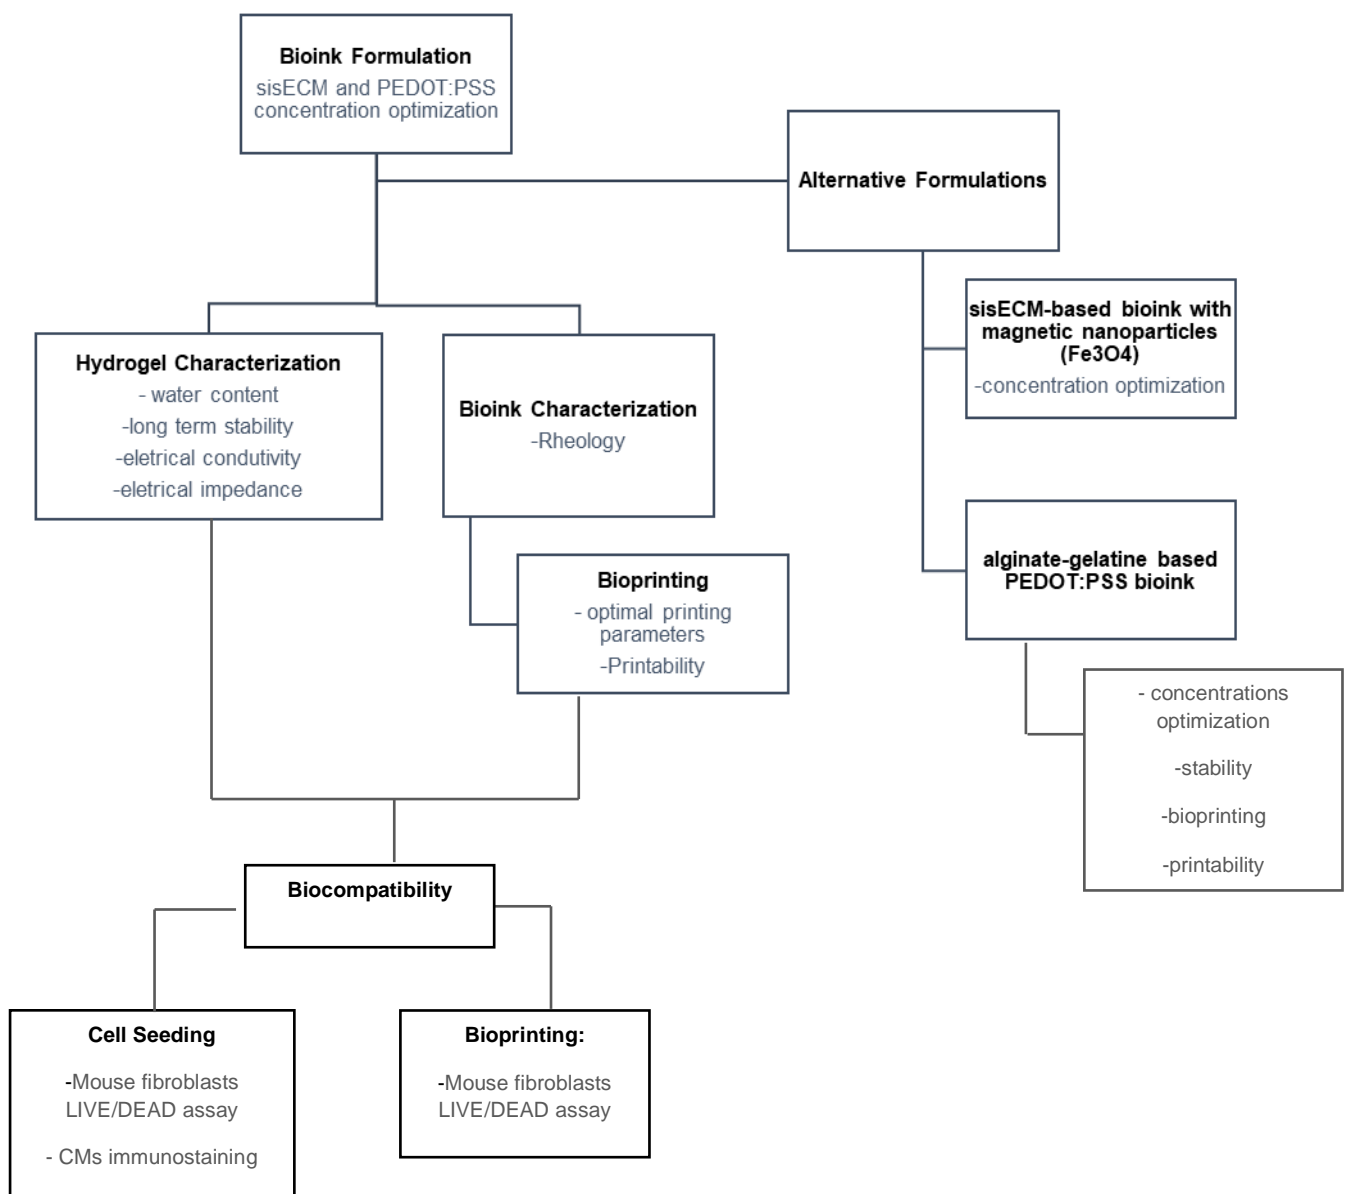 Bioink Formulation
sisECM and PEDOT:PSS
concentration optimization
Alternative Formulations
sisECM-based bioink with
magnetic nanoparticles
(Fe3O4)
-concentration optimization
Hydrogel Characterization
- water content
-long term stability
-eletrical condutivity
-eletrical impedance
Bioink Characterization
-Rheology
alginate-gelatine based
PEDOT:PSS bioink
Bioprinting
- optimal printing
parameters
-Printability
- concentrations
optimization
-stability
-bioprinting
-printability
Biocompatibility
Cell Seeding
-Mouse fibroblasts
LIVE/DEAD assay
- CMs immunostaining
Bioprinting:
-Mouse fibroblasts
LIVE/DEAD assay